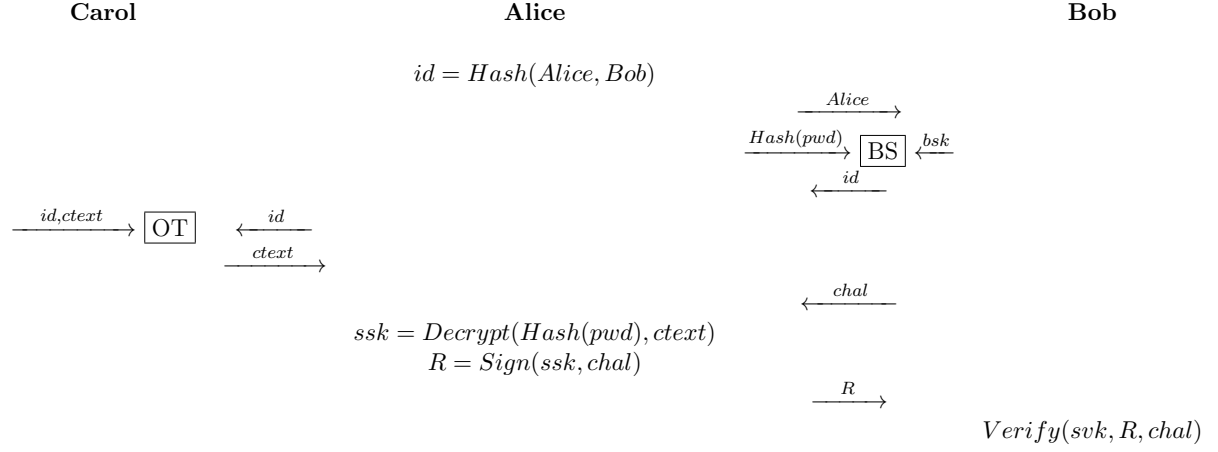 Carol Alice Bob
id = Hash(Alice, Bob)
Alice
Hash(pwd) BS bsk
id
id,ctext OT id
ctext
chal
ssk = Decrypt(Hash(pwd), ctext)
R = Sign(ssk, chal)
R
Verify(svk, R, chal)